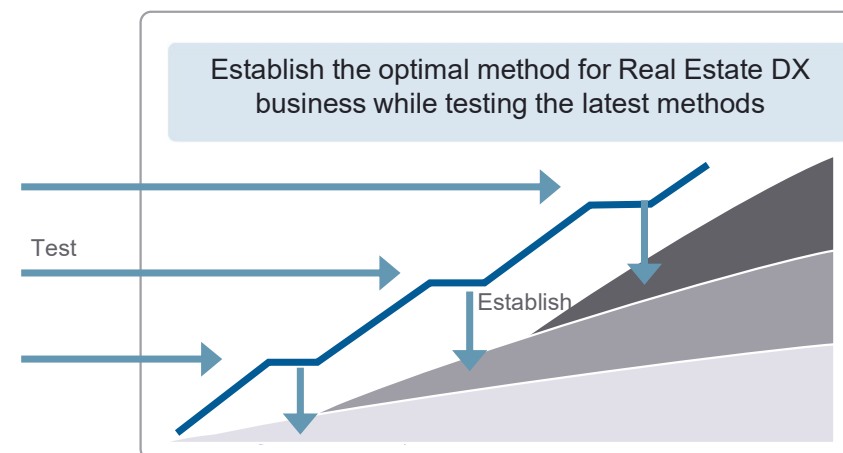 Establish the optimal method for Real Estate DX
business while testing the latest methods
Test
Establish